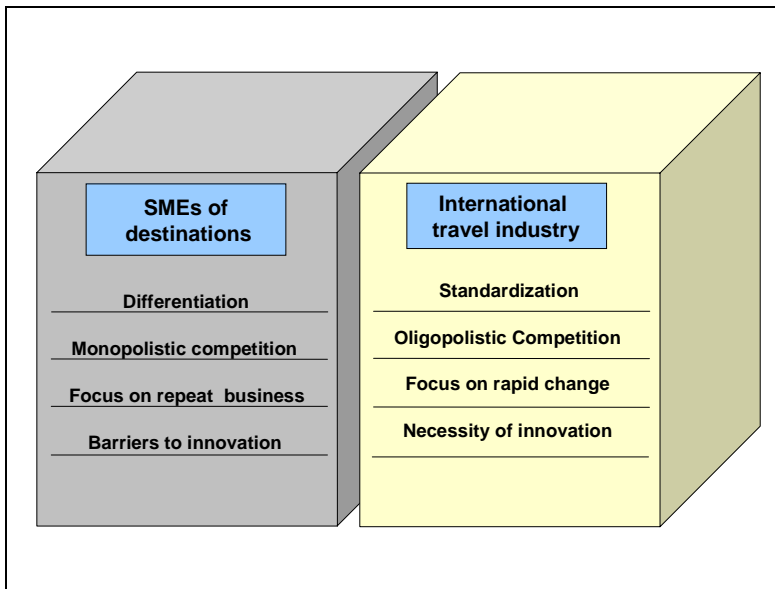 SMEs of
destinations
Differentiation
Monopolistic competition
Focus on repeat business
Barriers to innovation
International
travel industry
Standardization
Oligopolistic Competition
Focus on rapid change
Necessity of innovation